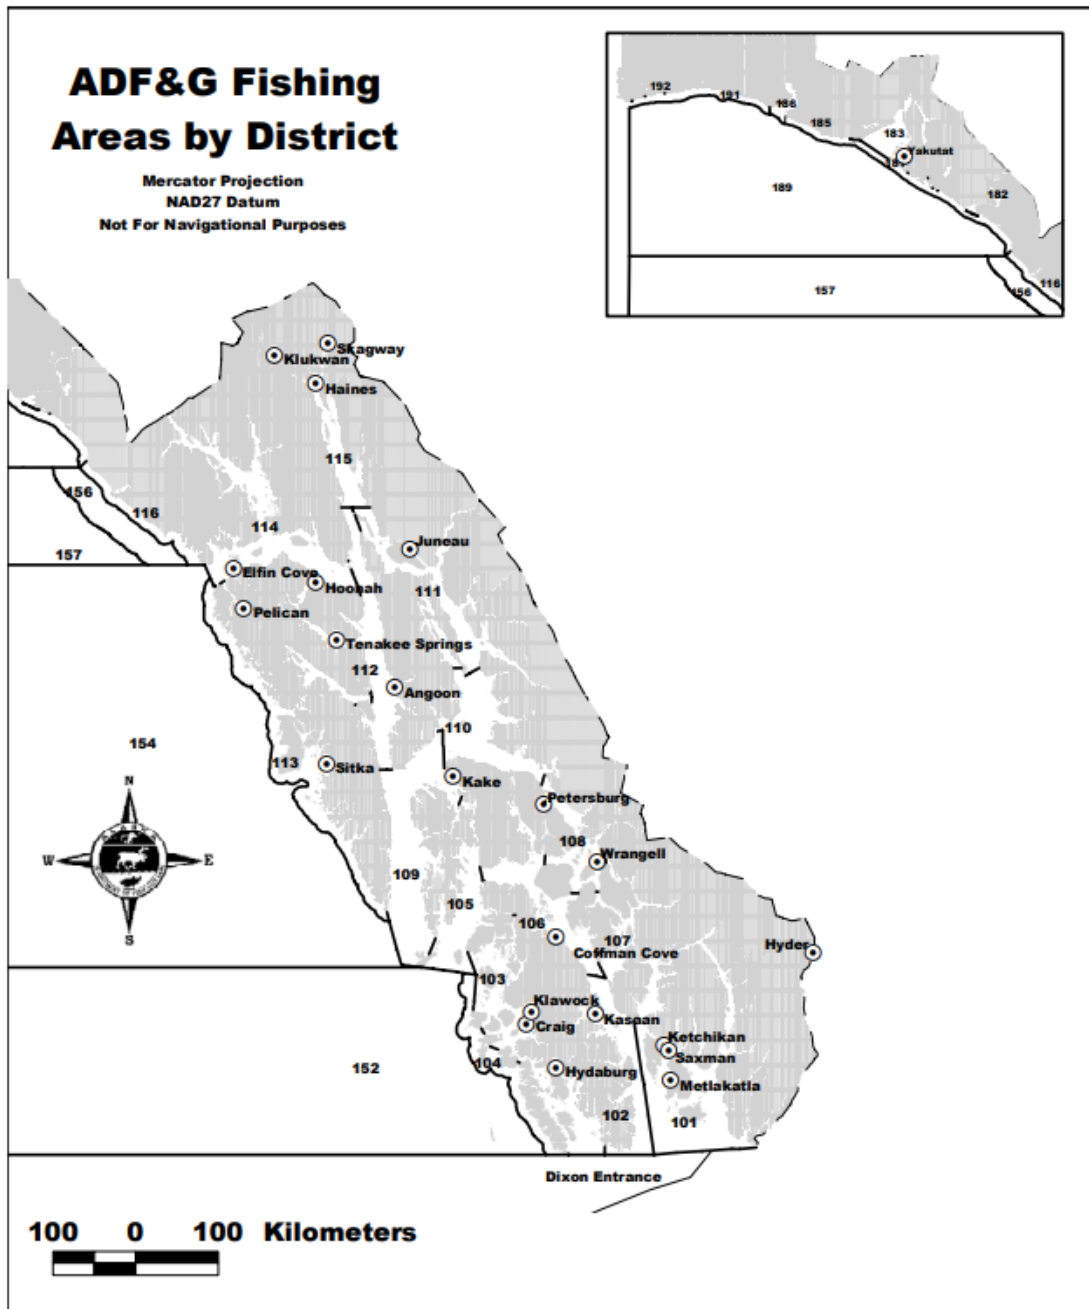 ADF&G Fishing
Areas by District
Mercator Projection
NAD27 Datum
Not For Navigational Purposes
192
191
186
185
183
Yakutat
182
189
157
156
116
Skagway
Klukwan
Haines
115
156
116
114
157
Juneau
Elfin Cove
Hoonah
111
Pelican
Tenakee Springs
112
Angoon
110
154
113
Sitka
Kake
N
Petersburg
108
Wrangell
W
E
109
105
S
106
107
Hyder
Coffman Cove
103
Klawock
Kasaan
Craig
Ketchikan
Saxman
104
152
Hydaburg
Metlakatla
102
101
Dixon Entrance
100 0 100 Kilometers